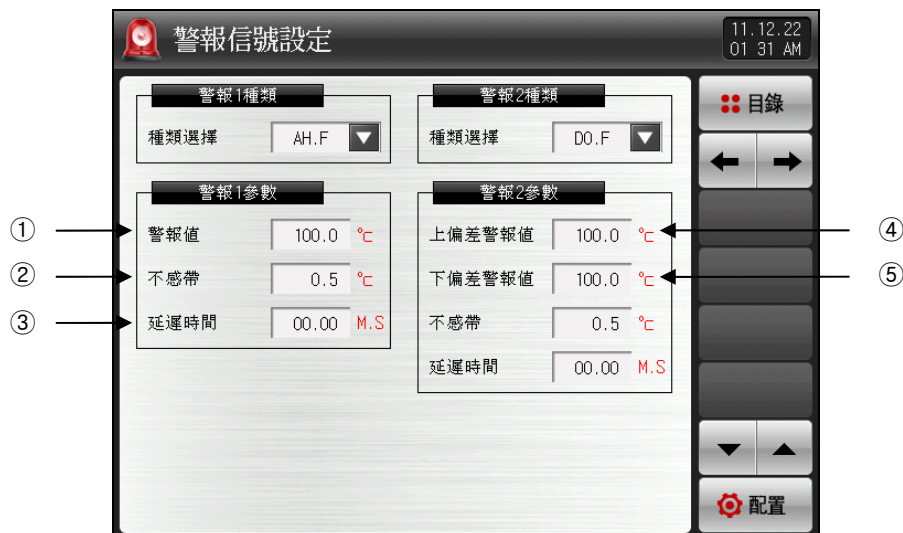 警報信號設定
11.12.22
01 31 AM
警報1種類
種類選擇 AH.F
警報2種類
種類選擇 DO.F
警報1參數
① 警報值 100.0 ℃
② 不感帶 0.5 ℃
③ 延遲時間 00.00 M.S
警報2參數
上偏差警報值 100.0 ℃ ④
下偏差警報值 100.0 ℃ ⑤
不感帶 0.5 ℃
延遲時間 00.00 M.S
目錄
配置